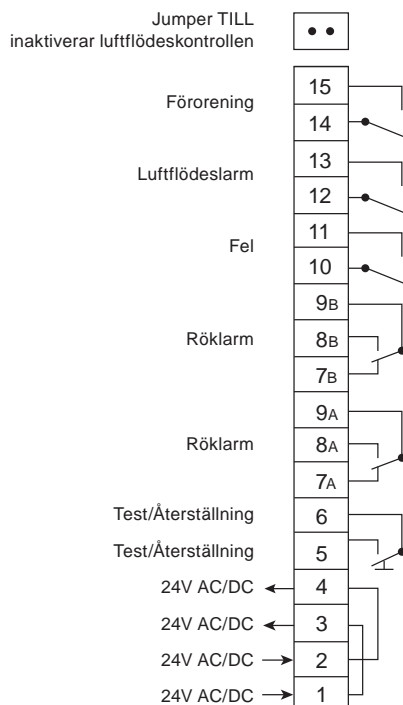 Jumper TILL
inaktiverar luftflödeskontrollen
15
Förorening
14
13
Luftflödeslarm
12
11
Fel
10
9B
Röklarm 8B
7B
9A
Röklarm 8A
7A
Test/Återställning 6
Test/Återställning 5
24V AC/DC 4
24V AC/DC 3
24V AC/DC 2
24V AC/DC 1